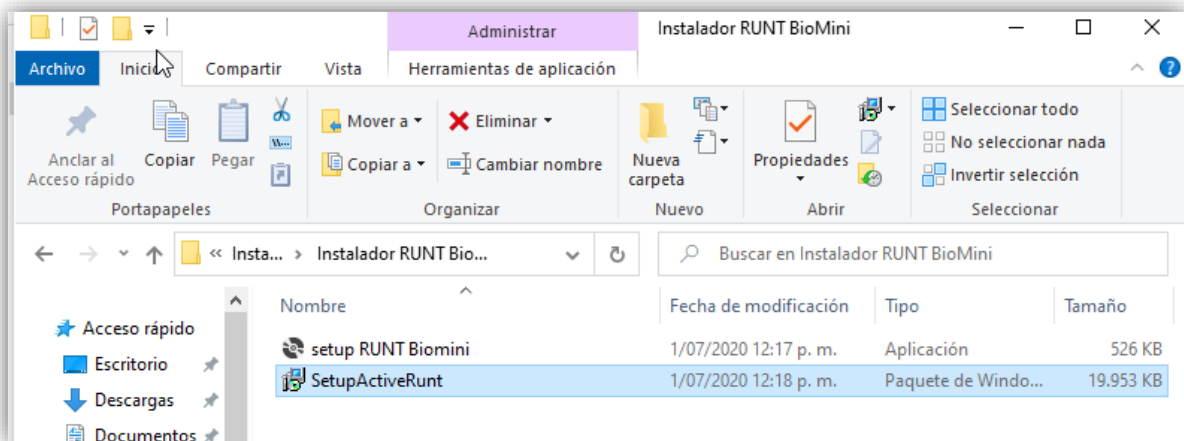 Administrar
Instalador RUNT BioMini
Archivo
Inicio
Compartir
Vista
Herramientas de aplicación
Anclar al
Acceso rápido
Copiar
Pegar
Mover a
Copiar a
Eliminar
Cambiar nombre
Nueva
carpeta
Propiedades
Seleccionar todo
No seleccionar nada
Invertir selección
Portapapeles
Organizar
Nuevo
Abrir
Seleccionar
« Insta... › Instalador RUNT Bio...
Buscar en Instalador RUNT BioMini
Nombre
Fecha de modificación
Tipo
Tamaño
Acceso rápido
Escritorio
Descargas
Documentos
setup RUNT Biomini
1/07/2020 12:17 p. m.
Aplicación
526 KB
SetupActiveRunt
1/07/2020 12:18 p. m.
Paquete de Windo...
19.953 KB